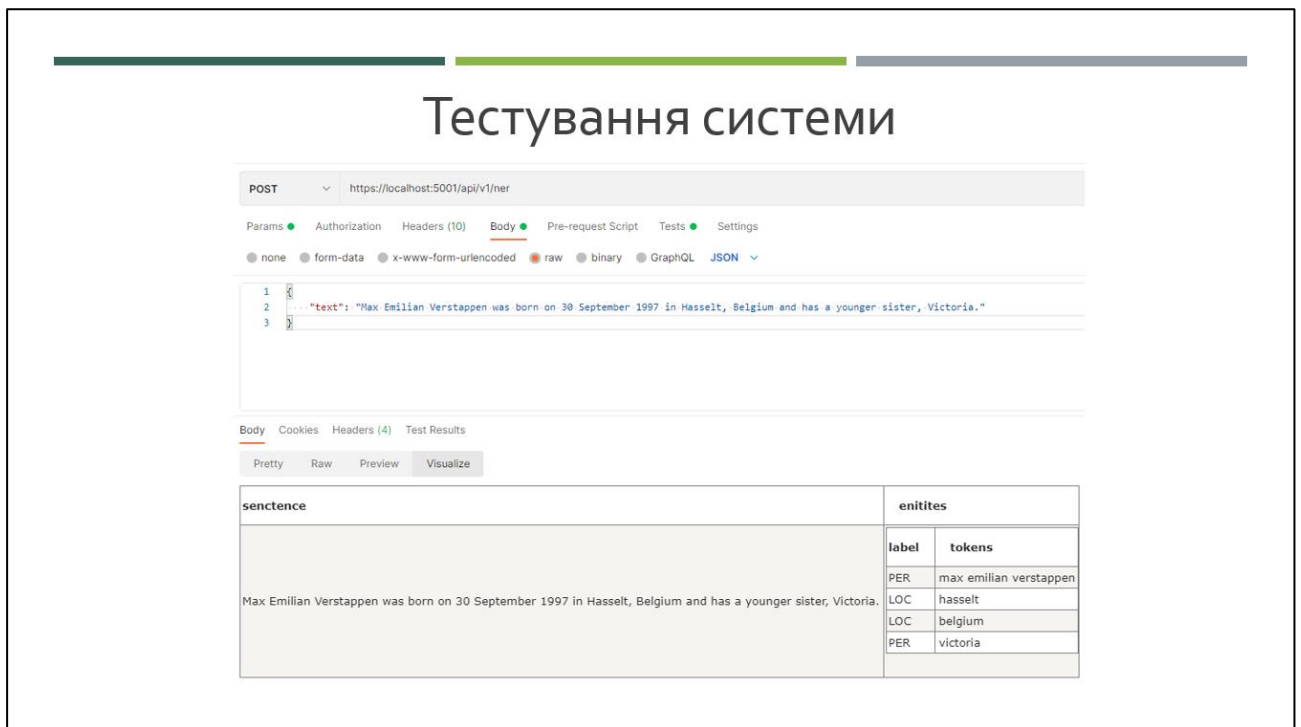 Тестування системи
POST https://localhost:5001/api/v1/ner
Params Authorization Headers (10) Body Pre-request Script Tests Settings
none form-data x-www-form-urlencoded raw binary GraphQL JSON
1 {
2 "text": "Max Emilian Verstappen was born on 30 September 1997 in Hasselt, Belgium and has a younger sister, Victoria."
3 }
Body Cookies Headers (4) Test Results
Pretty Raw Preview Visualize
senctence enitites
label tokens
Max Emilian Verstappen was born on 30 September 1997 in Hasselt, Belgium and has a younger sister, Victoria.
PER max emilian verstappen
LOC hasselt
LOC belgium
PER victoria